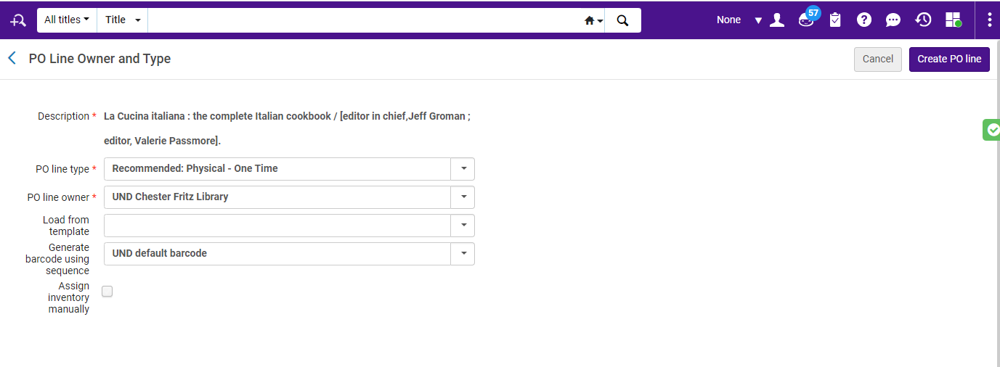 All titles Title None 57
PO Line Owner and Type Cancel Create PO line
Description * La Cucina italiana : the complete Italian cookbook / [editor in chief,Jeff Groman ;
editor, Valerie Passmore].
PO line type * Recommended: Physical - One Time
PO line owner * UND Chester Fritz Library
Load from
template
Generate
barcode using
sequence
UND default barcode
Assign
inventory
manually